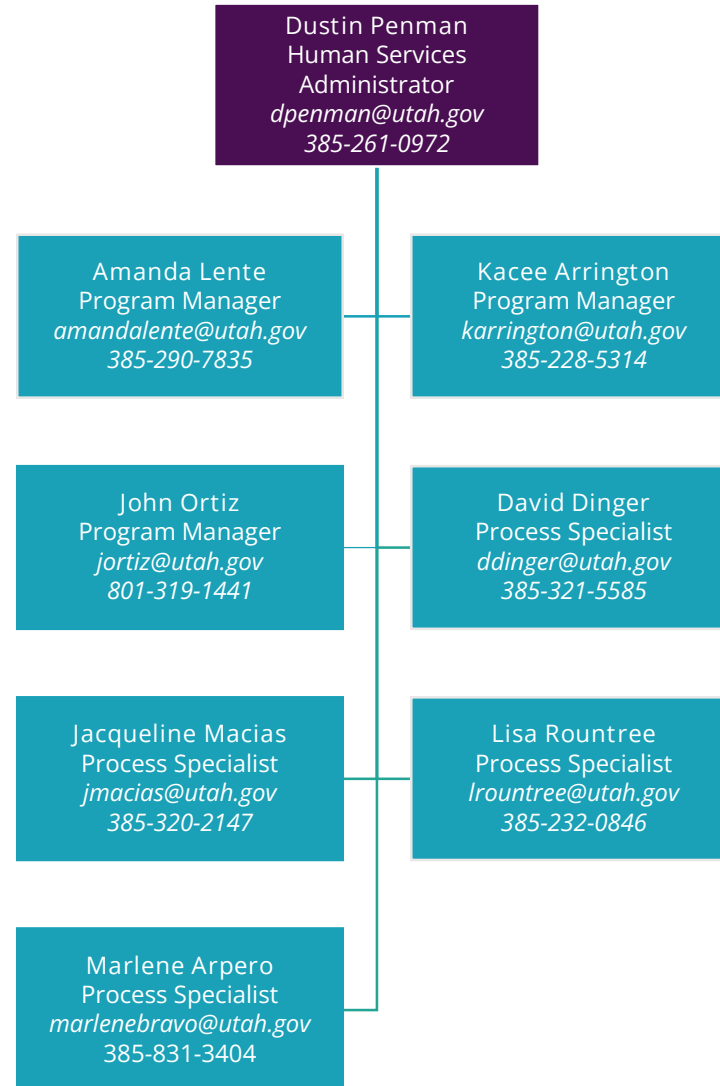 Dustin Penman
Human Services
Administrator
dpenman@utah.gov
385-261-0972
Amanda Lente
Program Manager
amandalente@utah.gov
385-290-7835
Kacee Arrington
Program Manager
karrington@utah.gov
385-228-5314
John Ortiz
Program Manager
jortiz@utah.gov
801-319-1441
David Dinger
Process Specialist
ddinger@utah.gov
385-321-5585
Jacqueline Macias
Process Specialist
jmacias@utah.gov
385-320-2147
Lisa Rountree
Process Specialist
lrountree@utah.gov
385-232-0846
Marlene Arpero
Process Specialist
marlenebravo@utah.gov
385-831-3404